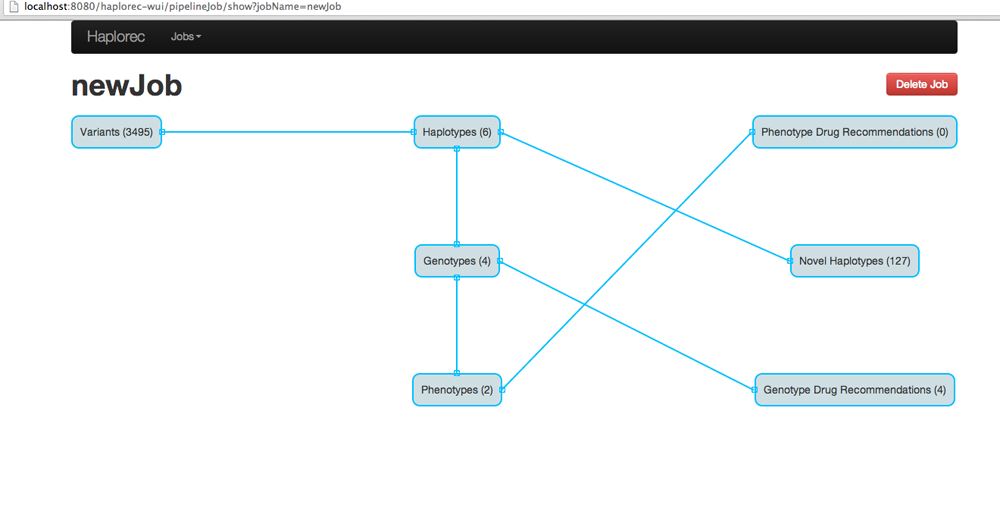 localhost:8080/haplorec-wui/pipelineJob/show?jobName=newJob
Haplorec Jobs
newJob Delete Job
Variants (3495) Haplotypes (6) Phenotype Drug Recommendations (0)
Genotypes (4) Novel Haplotypes (127)
Phenotypes (2) Genotype Drug Recommendations (4)